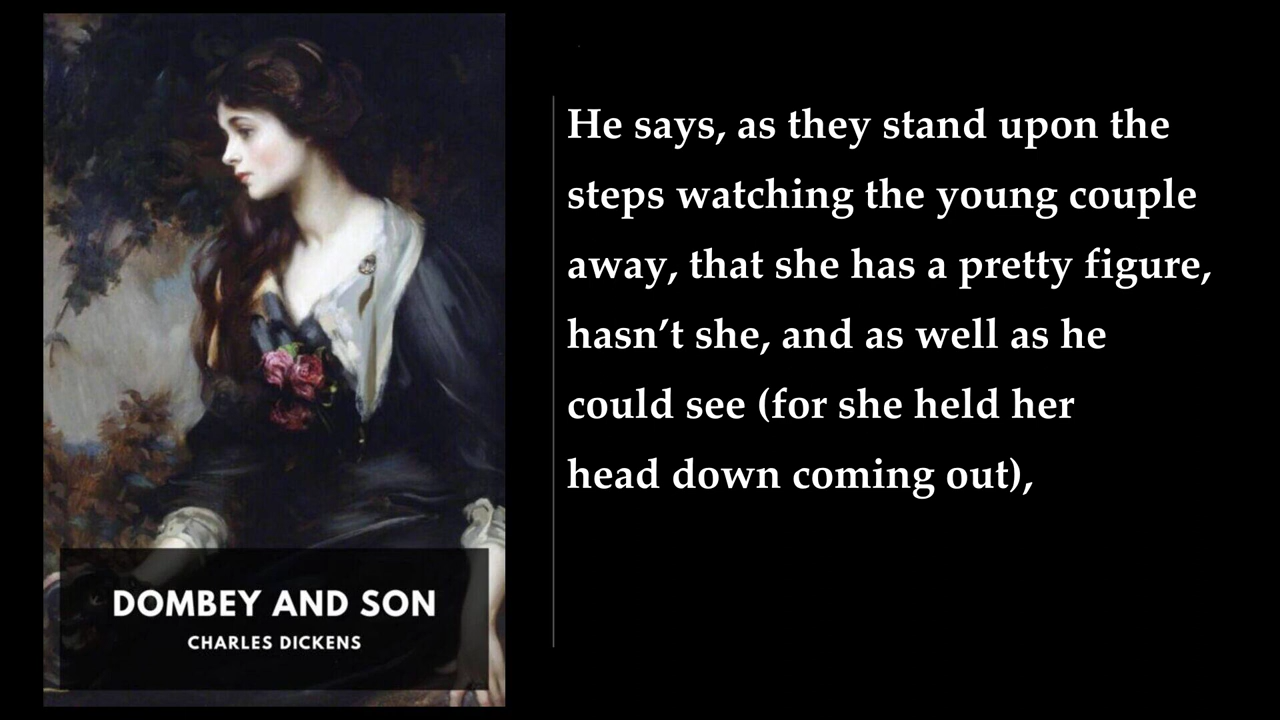 He says, as they stand upon the
steps watching the young couple
away, that she has a pretty figure,
hasn’t she, and as well as he
could see (for she held her
head down coming out),
DOMBEY AND SON
CHARLES DICKENS